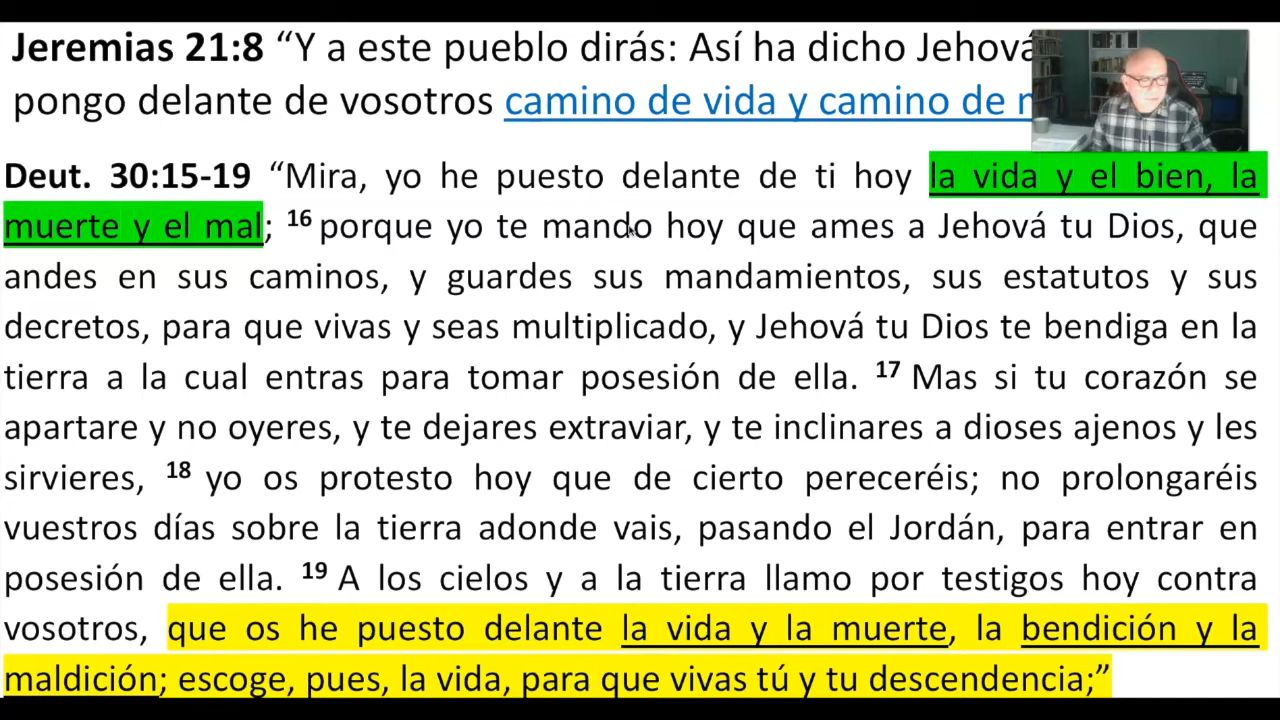 Jeremias 21:8 “Y a este pueblo dirás: Así ha dicho Jehová
pongo delante de vosotros camino de vida y camino de
Deut. 30:15-19 “Mira, yo he puesto delante de ti hoy la vida y el bien, la
muerte y el mal; 16 porque yo te mando hoy que ames a Jehová tu Dios, que
andes en sus caminos, y guardes sus mandamientos, sus estatutos y sus
decretos, para que vivas y seas multiplicado, y Jehová tu Dios te bendiga en la
tierra a la cual entras para tomar posesión de ella. 17 Mas si tu corazón se
apartare y no oyeres, y te dejares extraviar, y te inclinares a dioses ajenos y les
sirvieres, 18 yo os protesto hoy que de cierto pereceréis; no prolongaréis
vuestros días sobre la tierra adonde vais, pasando el Jordán, para entrar en
posesión de ella. 19 A los cielos y a la tierra llamo por testigos hoy contra
vosotros, que os he puesto delante la vida y la muerte, la bendición y la
maldición; escoge, pues, la vida, para que vivas tú y tu descendencia;”